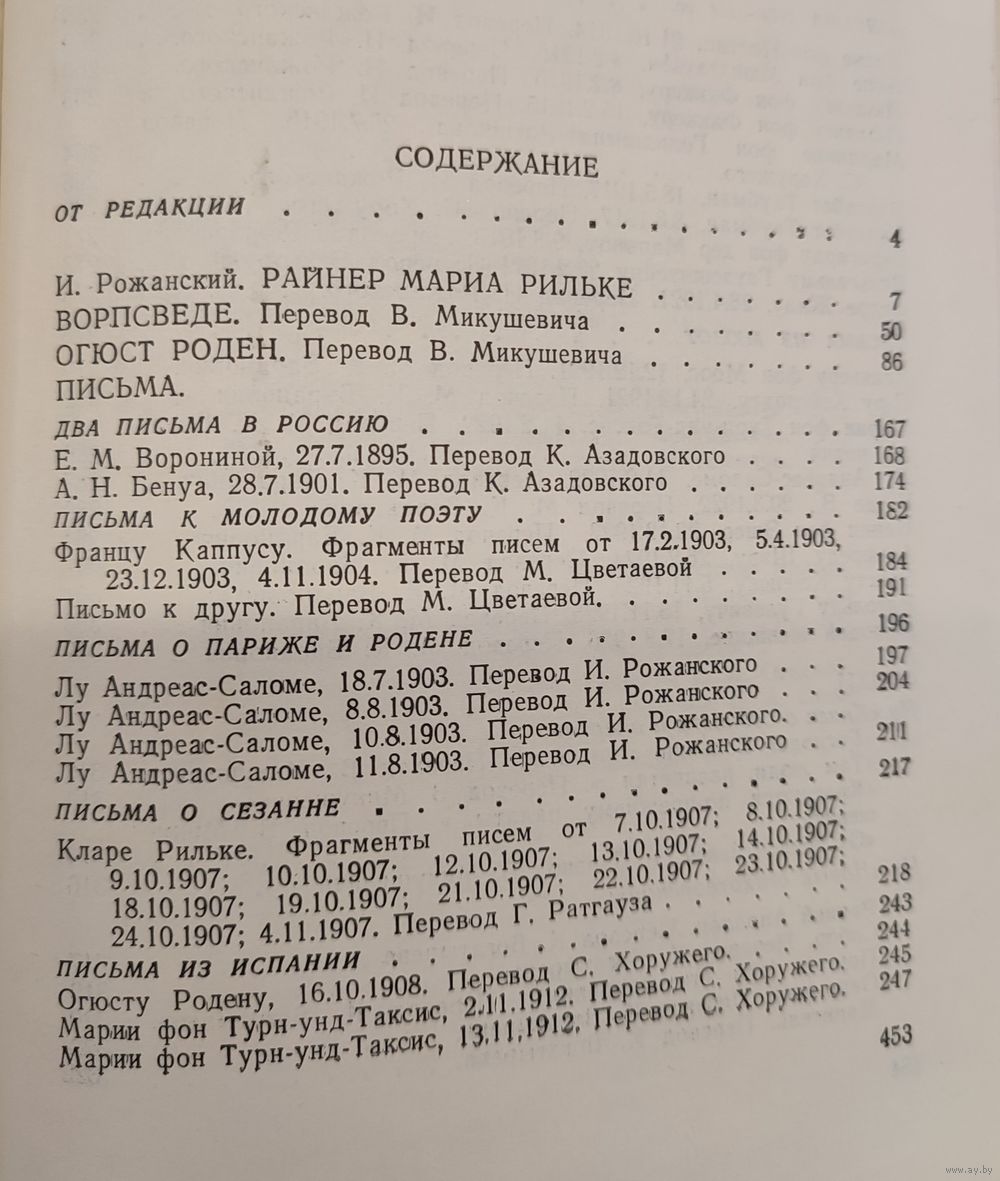 СОДЕРЖАНИЕ
ОТ РЕДАКЦИИ . . . . . . . . . . . . . . . . . 4
И. Рожанский. РАЙНЕР МАРИА РИЛЬКЕ . . . . . . . 7
ВОРПСВЕДЕ. Перевод В. Микушевича . . . . . . . . 50
ОГЮСТ РОДЕН. Перевод В. Микушевича . . . . . . . 86
ПИСЬМА.
ДВА ПИСЬМА В РОССИЮ . . . . . . . . . . . . 167
Е. М. Ворониной, 27.7.1895. Перевод К. Азадовского . . . . 168
А. Н. Бенуа, 28.7.1901. Перевод К. Азадовского . . . . . . 174
ПИСЬМА К МОЛОДОМУ ПОЭТУ . . . . . . . . . . . 182
Францу Каппусу. Фрагменты писем от 17.2.1903, 5.4.1903,
23.12.1903, 4.11.1904. Перевод М. Цветаевой . . . . . 184
Письмо к другу. Перевод М. Цветаевой. . . . . . . . . 191
ПИСЬМА О ПАРИЖЕ И РОДЕНЕ . . . . . . . . . . . 196
Лу Андреас-Саломе, 18.7.1903. Перевод И. Рожанского . . . 197
Лу Андреас-Саломе, 8.8.1903. Перевод И. Рожанского . . . 204
Лу Андреас-Саломе, 10.8.1903. Перевод И. Рожанского. . .
Лу Андреас-Саломе, 11.8.1903. Перевод И. Рожанского . . 211
ПИСЬМА О СЕЗАННЕ . . . . . . . . . . . . . 217
Кларе Рильке. Фрагменты писем от 7.10.1907; 8.10.1907;
9.10.1907; 10.10.1907; 12.10.1907; 13.10.1907; 14.10.1907;
18.10.1907; 19.10.1907; 21.10.1907; 22.10.1907; 23.10.1907;
24.10.1907; 4.11.1907. Перевод Г. Ратгауза . . . . . . 218
ПИСЬМА ИЗ ИСПАНИИ . . . . . . . . . . . . 243
Огюсту Родену, 16.10.1908. Перевод С. Хоружего. . . . . 244
Марии фон Турн-унд-Таксис, 2.11.1912. Перевод С. Хоружего. 245
Марии фон Турн-унд-Таксис, 13.11.1912. Перевод С. Хоружего. 247
453
www.ay.by